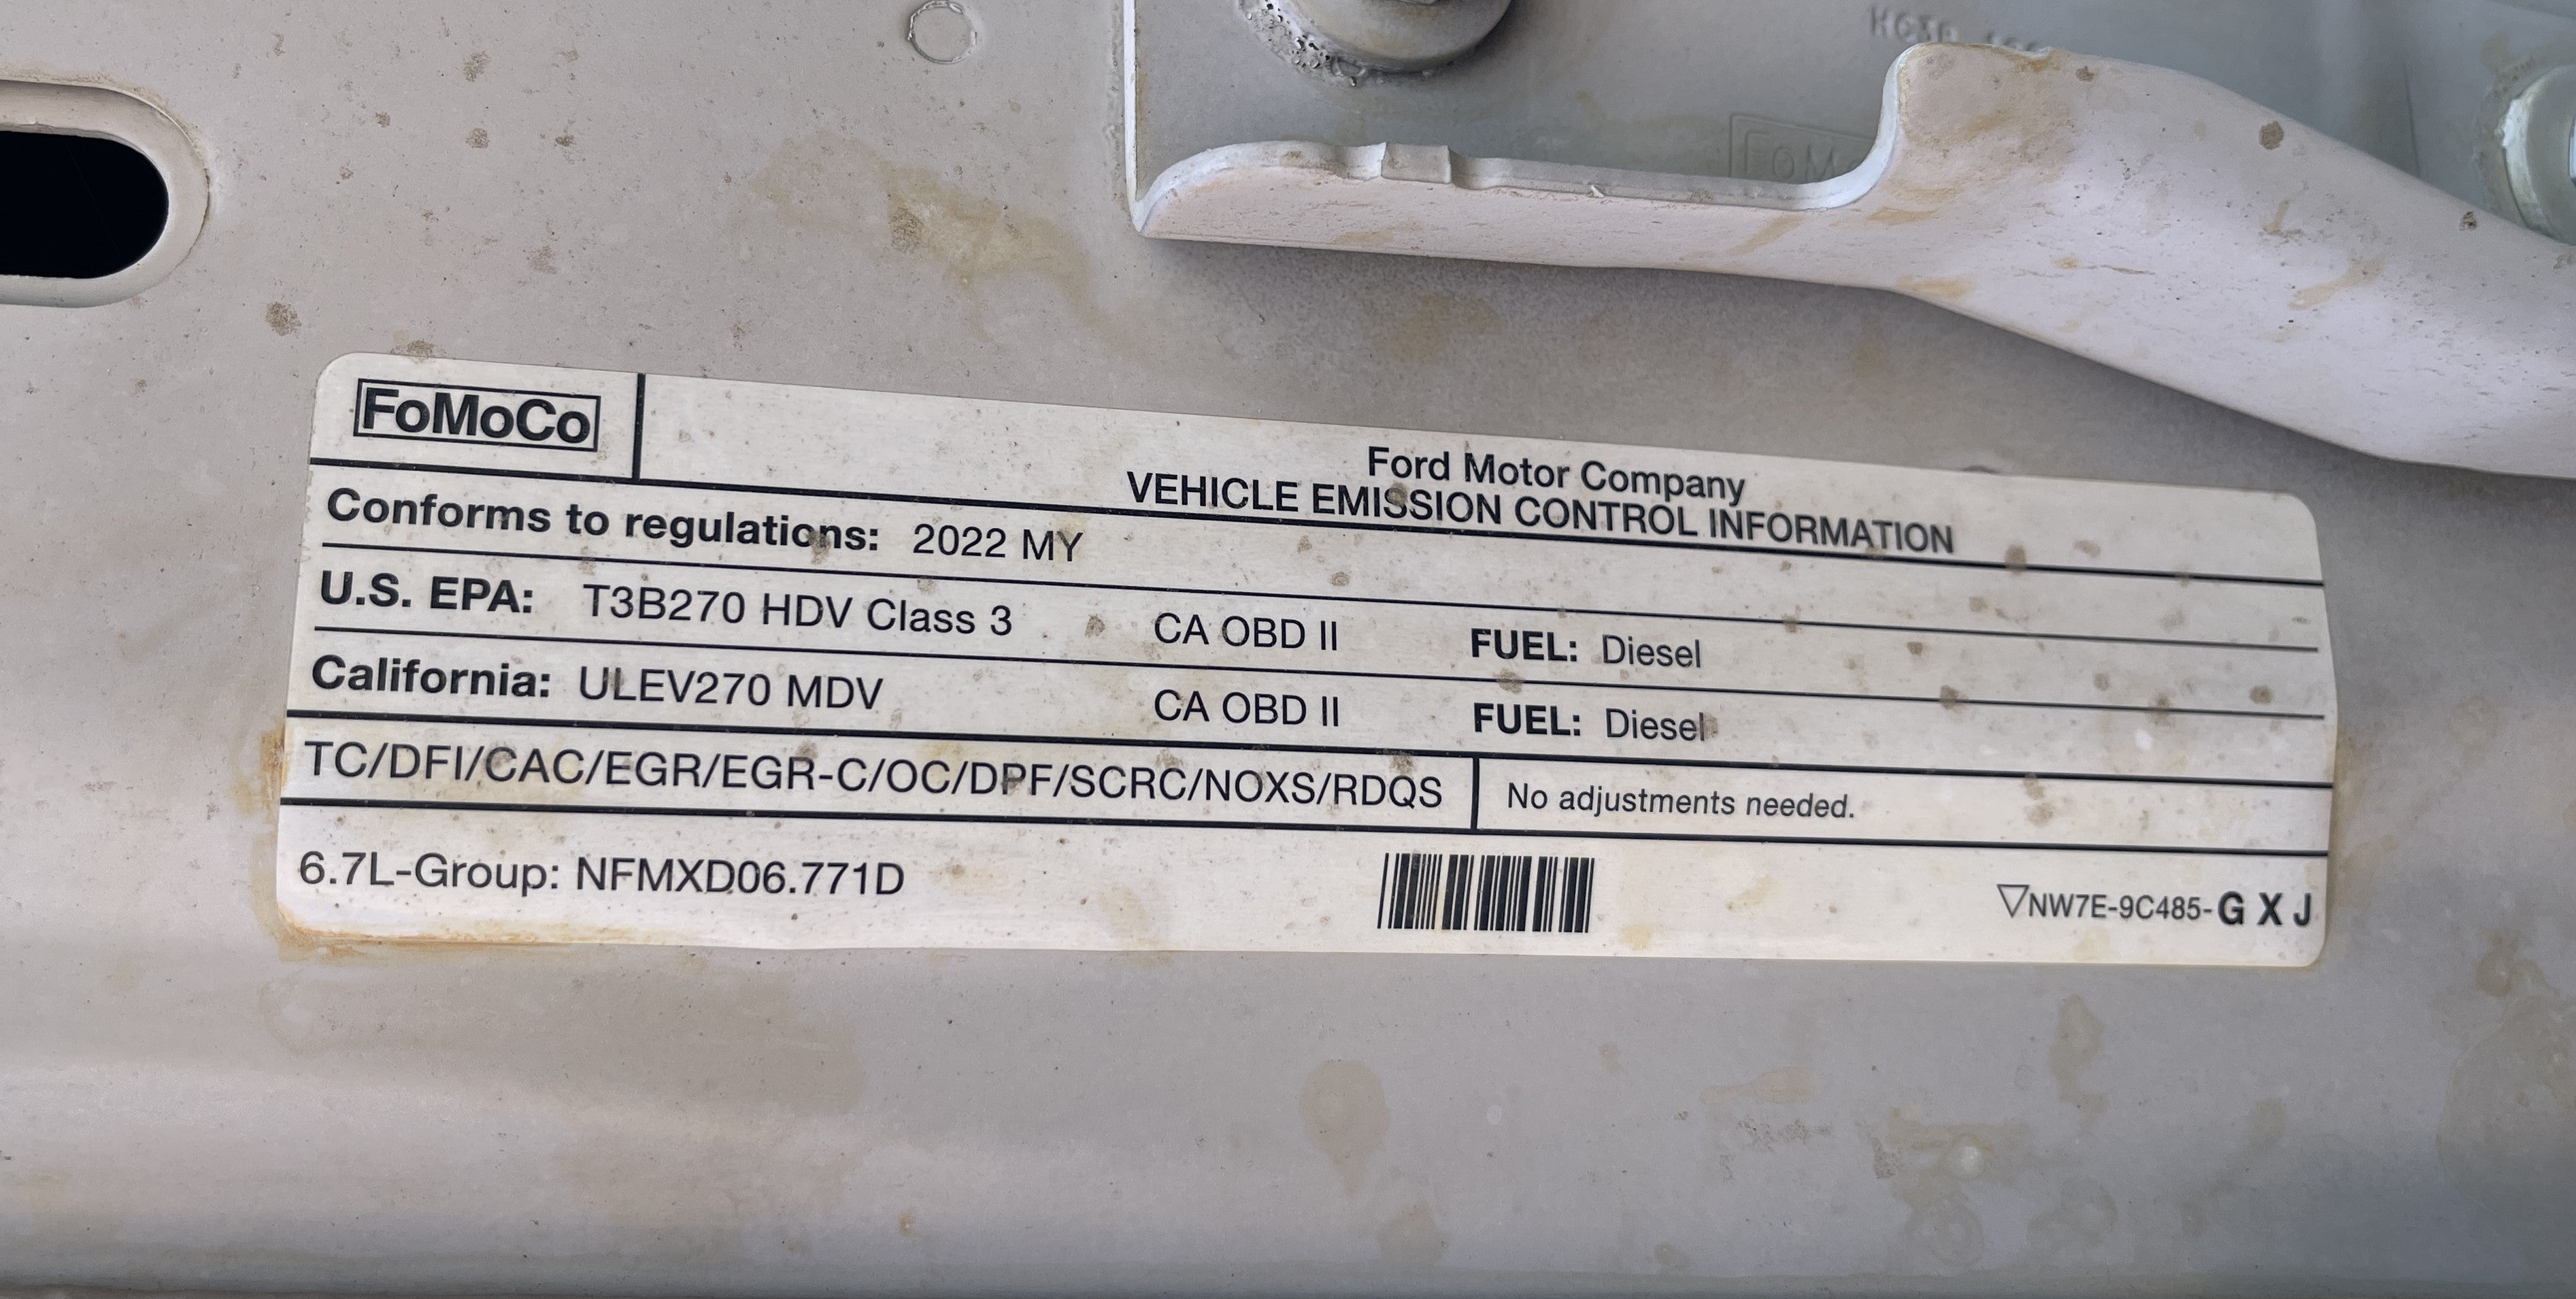 FoMoCo
Ford Motor Company
VEHICLE EMISSION CONTROL INFORMATION
Conforms to regulations: 2022 MY
U.S. EPA: T3B270 HDV Class 3 CA OBD II FUEL: Diesel
California: ULEV270 MDV CA OBD II FUEL: Diesel
TC/DFI/CAC/EGR/EGR-C/OC/DPF/SCRC/NOXS/RDQS No adjustments needed.
6.7L-Group: NFMXD06.771D ▽NW7E-9C485-G X J